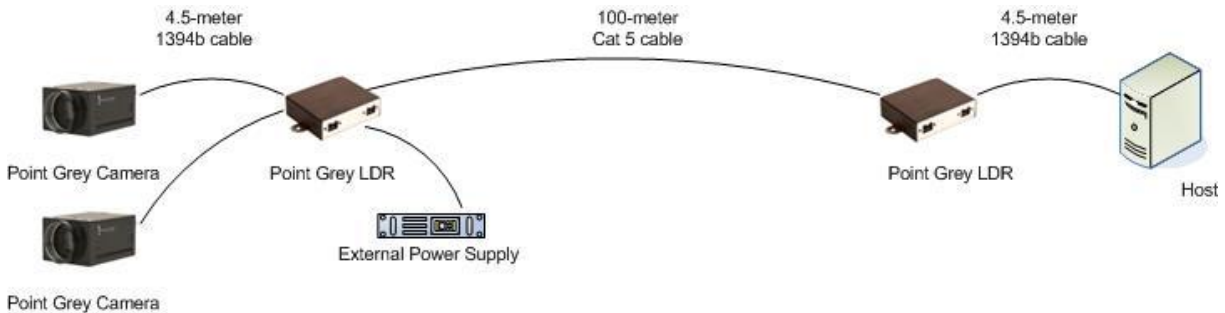 4.5-meter
1394b cable
100-meter
Cat 5 cable
4.5-meter
1394b cable
Point Grey Camera
Point Grey LDR
Point Grey LDR
Host
External Power Supply
Point Grey Camera